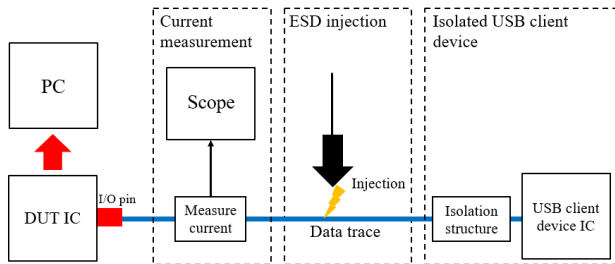 Current
measurement
ESD injection
Isolated USB client
device
PC
Scope
Injection
I/O pin
DUT IC
Measure
current
Data trace
Isolation
structure
USB client
device IC